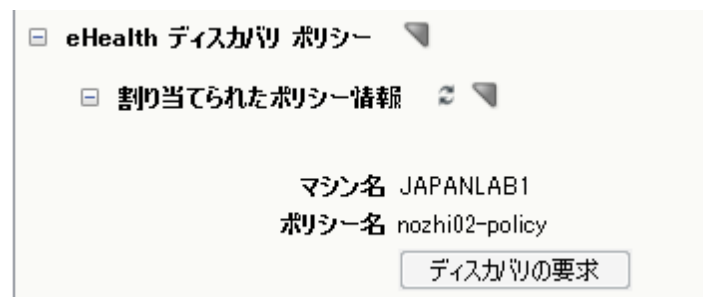 eHealth ディスカバリ ポリシー
割り当てられたポリシー情報
マシン名 JAPANLAB1
ポリシー名 nozhi02-policy
ディスカバリの要求